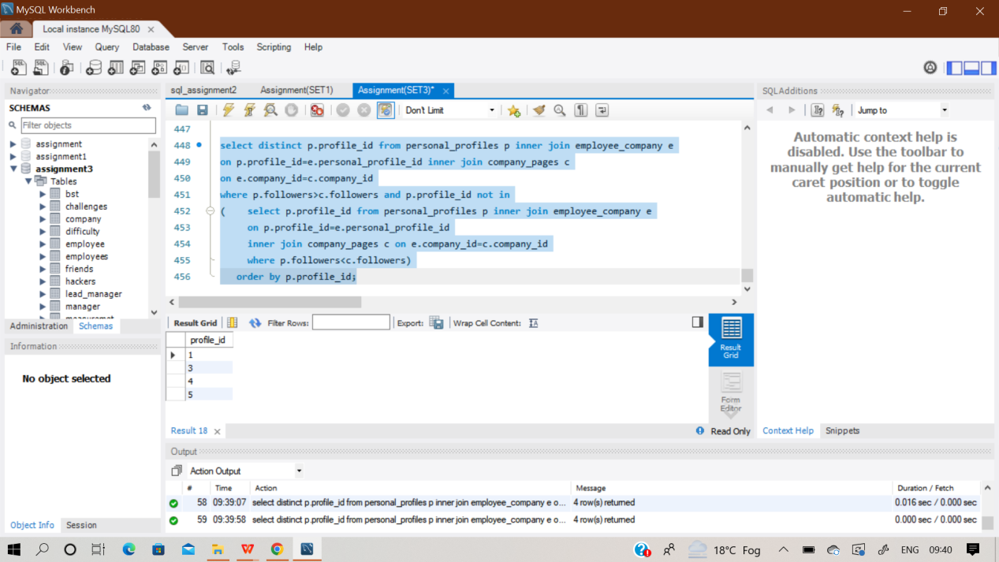 MySQL Workbench
Local instance MySQL80
File Edit View Query Database Server Tools Scripting Help
Navigator
SCHEMAS
Filter objects
assignment
assignment1
assignment3
Tables
bst
challenges
company
difficulty
employee
employees
friends
hackers
lead_manager
manager
Administration Schemas
Information
No object selected
Object Info Session
sql_assignment2 Assignment(SET1) Assignment(SET3)*
Don't Limit
447
448 select distinct p.profile_id from personal_profiles p inner join employee_company e
449 on p.profile_id=e.personal_profile_id inner join company_pages c
450 on e.company_id=c.company_id
451 where p.followers>c.followers and p.profile_id not in
452 ( select p.profile_id from personal_profiles p inner join employee_company e
453 on p.profile_id=e.personal_profile_id
454 inner join company_pages c on e.company_id=c.company_id
455 where p.followers<c.followers)
456 order by p.profile_id;
Result Grid Filter Rows: Export: Wrap Cell Content:
profile_id
1
3
4
5
Result Grid
Form Editor
Result 18 Read Only
SQLAdditions
Jump to
Automatic context help is
disabled. Use the toolbar to
manually get help for the current
caret position or to toggle
automatic help.
Context Help Snippets
Output
Action Output
# Time Action Message Duration / Fetch
58 09:39:07 select distinct p.profile_id from personal_profiles p inner join employee_company e o... 4 row(s) returned 0.016 sec / 0.000 sec
59 09:39:58 select distinct p.profile_id from personal_profiles p inner join employee_company e o... 4 row(s) returned 0.000 sec / 0.000 sec
18°C Fog ENG 09:40